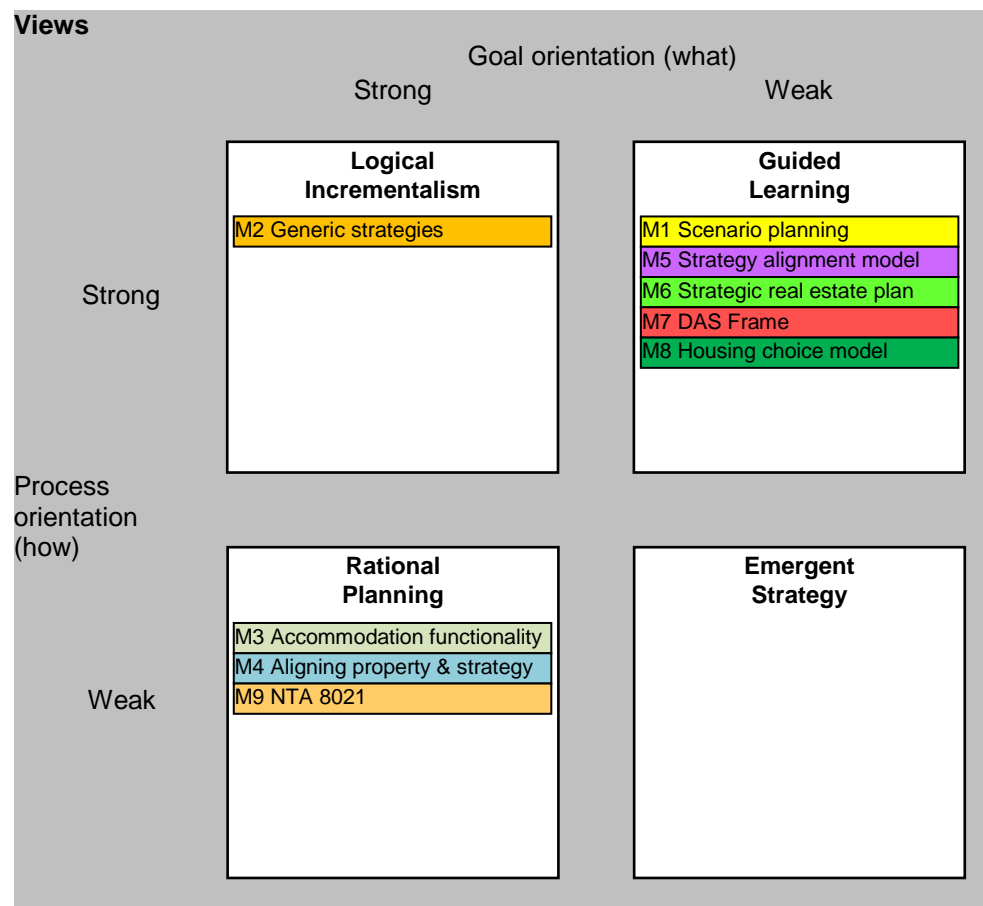 Views
Goal orientation (what)
Strong
Weak
Logical
Incrementalism
M2 Generic strategies
Guided
Learning
M1 Scenario planning
M5 Strategy alignment model
M6 Strategic real estate plan
M7 DAS Frame
M8 Housing choice model
Strong
Process
orientation
(how)
Rational
Planning
M3 Accommodation functionality
M4 Aligning property & strategy
M9 NTA 8021
Emergent
Strategy
Weak